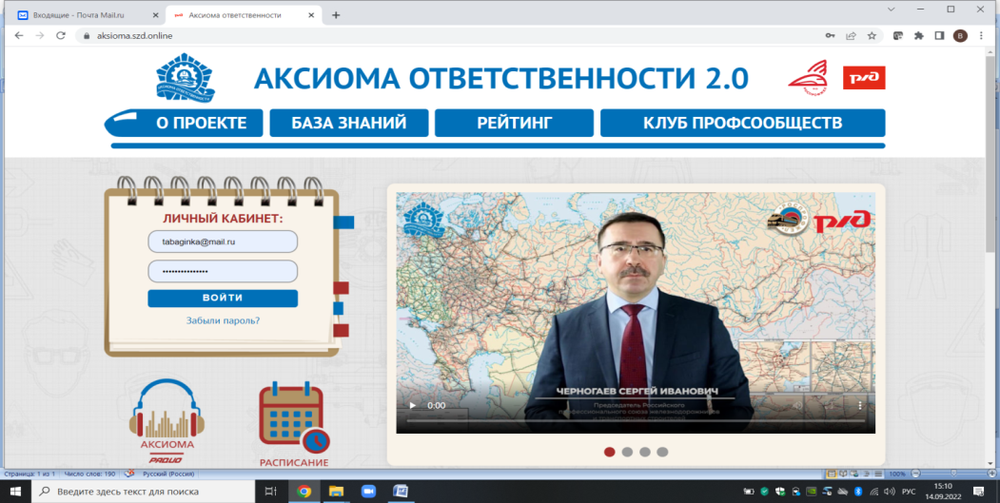 Входящие - Почта Mail.ru
Аксиома ответственности
aksioma.szd.online
В
АКСИОМА ОТВЕТСТВЕННОСТИ 2.0
РОСПРОФЖЕЛ
РЖД
О ПРОЕКТЕ
БАЗА ЗНАНИЙ
РЕЙТИНГ
КЛУБ ПРОФСООБЩЕСТВ
ЛИЧНЫЙ КАБИНЕТ:
tabaginka@mail.ru
•••••••••••••••
ВОЙТИ
Забыли пароль?
АКСИОМА
РАДИО
РАСПИСАНИЕ
РЖД
ЧЕРНОГАЕВ СЕРГЕЙ ИВАНОВИЧ
Председатель Российского
профессионального союза железнодорожников
и транспортных строителей
0:00
Страница: 1 из 1
Число слов: 190
Русский (Россия)
100%
Введите здесь текст для поиска
РУС
15:10
14.09.2022